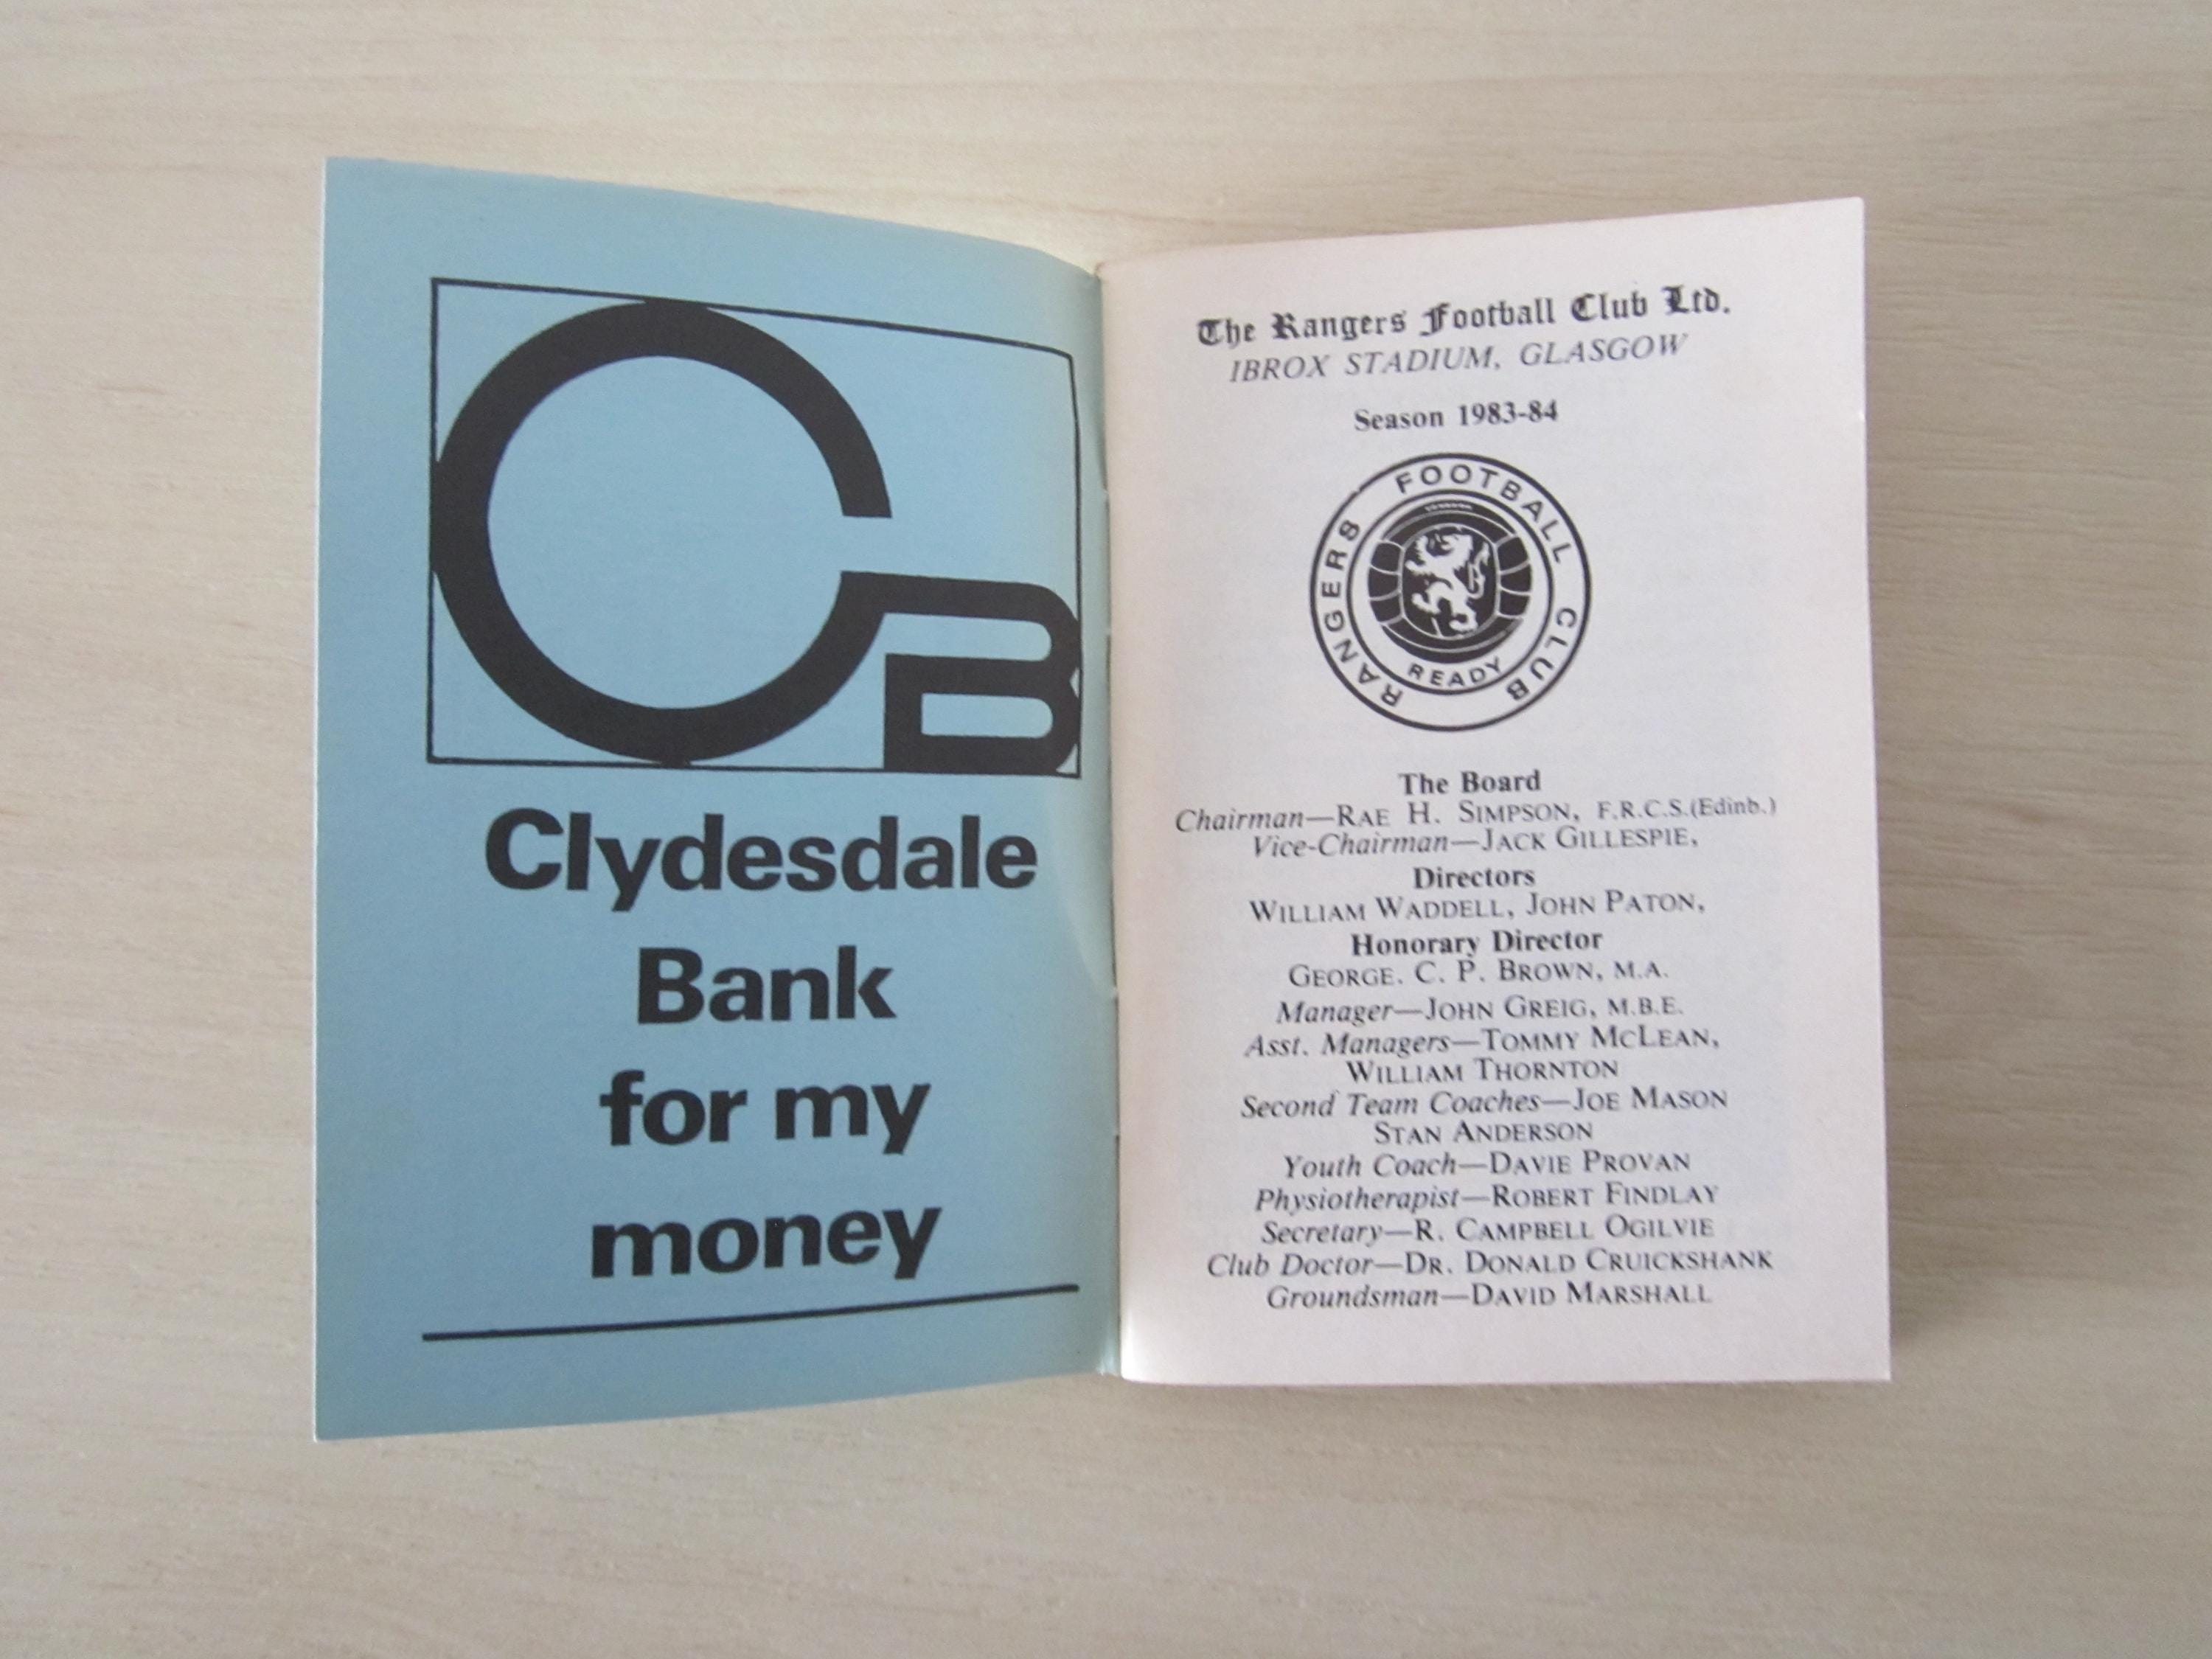 CB
Clydesdale
Bank
for my
money
The Rangers Football Club Ltd.
IBROX STADIUM, GLASGOW
Season 1983-84
RANGERS FOOTBALL CLUB
READY
The Board
Chairman—RAE H. SIMPSON, F.R.C.S.(Edinb.)
Vice-Chairman—JACK GILLESPIE,
Directors
WILLIAM WADDELL, JOHN PATON,
Honorary Director
GEORGE. C. P. BROWN, M.A.
Manager—JOHN GREIG, M.B.E.
Asst. Managers—TOMMY MCLEAN,
WILLIAM THORNTON
Second Team Coaches—JOE MASON
STAN ANDERSON
Youth Coach—DAVIE PROVAN
Physiotherapist—ROBERT FINDLAY
Secretary—R. CAMPBELL OGILVIE
Club Doctor—DR. DONALD CRUICKSHANK
Groundsman—DAVID MARSHALL